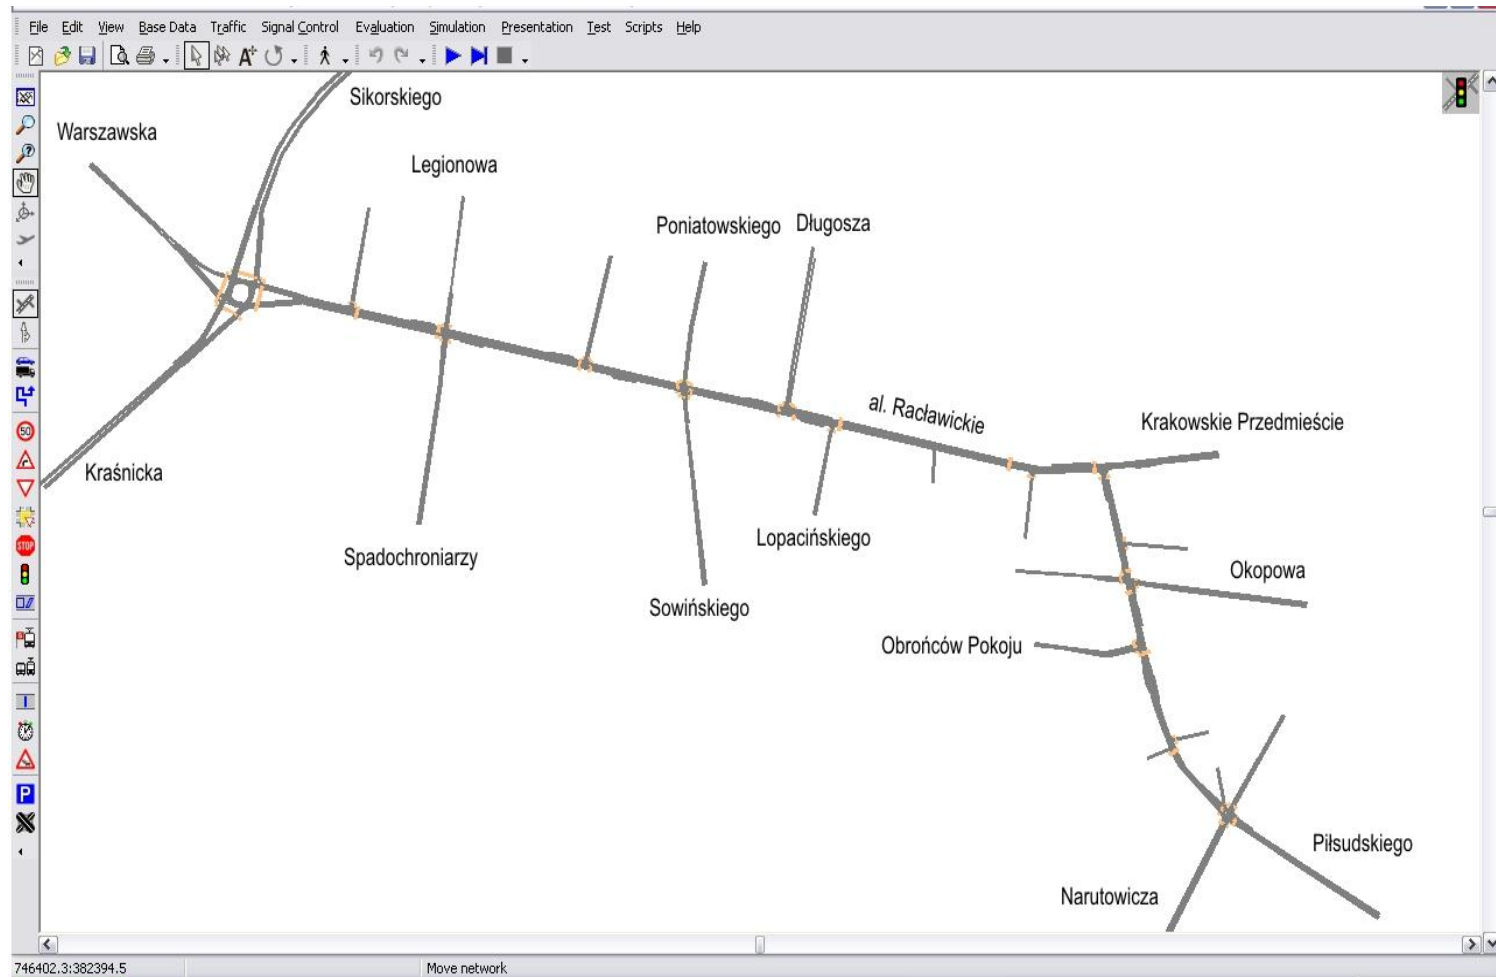 File Edit View Base Data Traffic Signal Control Evaluation Simulation Presentation Test Scripts Help
Sikorskiego
Warszawska
Legionowa
Poniatowskiego
Długosza
al. Racławickie
Krakowskie Przedmieście
Kraśnicka
Spadochroniarzy
Lopacińskiego
Okopowa
Sowińskiego
Obrońców Pokoju
Piłsudskiego
Narutowicza
50
STOP
P
746402.3:382394.5
Move network